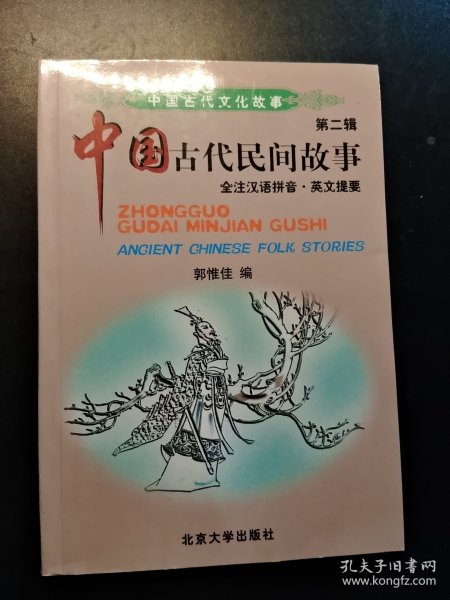 中国古代文化故事
第二辑
中国古代民间故事
全注汉语拼音·英文提要
ZHONGGUO
GUDAI MINJIAN GUSHI
ANCIENT CHINESE FOLK STORIES
郭惟佳 编
北京大学出版社
孔夫子旧书网
www.kongfz.com